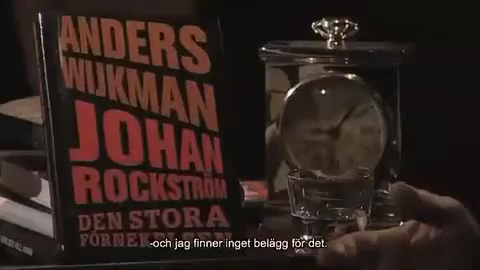 ANDERS
WIJKMAN
JOHAN
ROCKSTRÖM
DEN STORA
FÖRNEKELSEN
-och jag finner inget belägg för det.